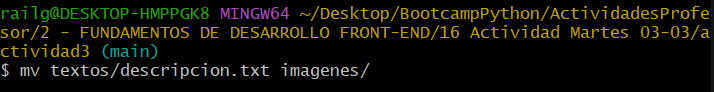 railg@DESKTOP-HMPPGK8 MINGW64 ~/Desktop/BootcampPython/ActividadesProfe
sor/2 - FUNDAMENTOS DE DESARROLLO FRONT-END/16 Actividad Martes 03-03/a
ctividad3 (main)
$ mv textos/descripcion.txt imagenes/